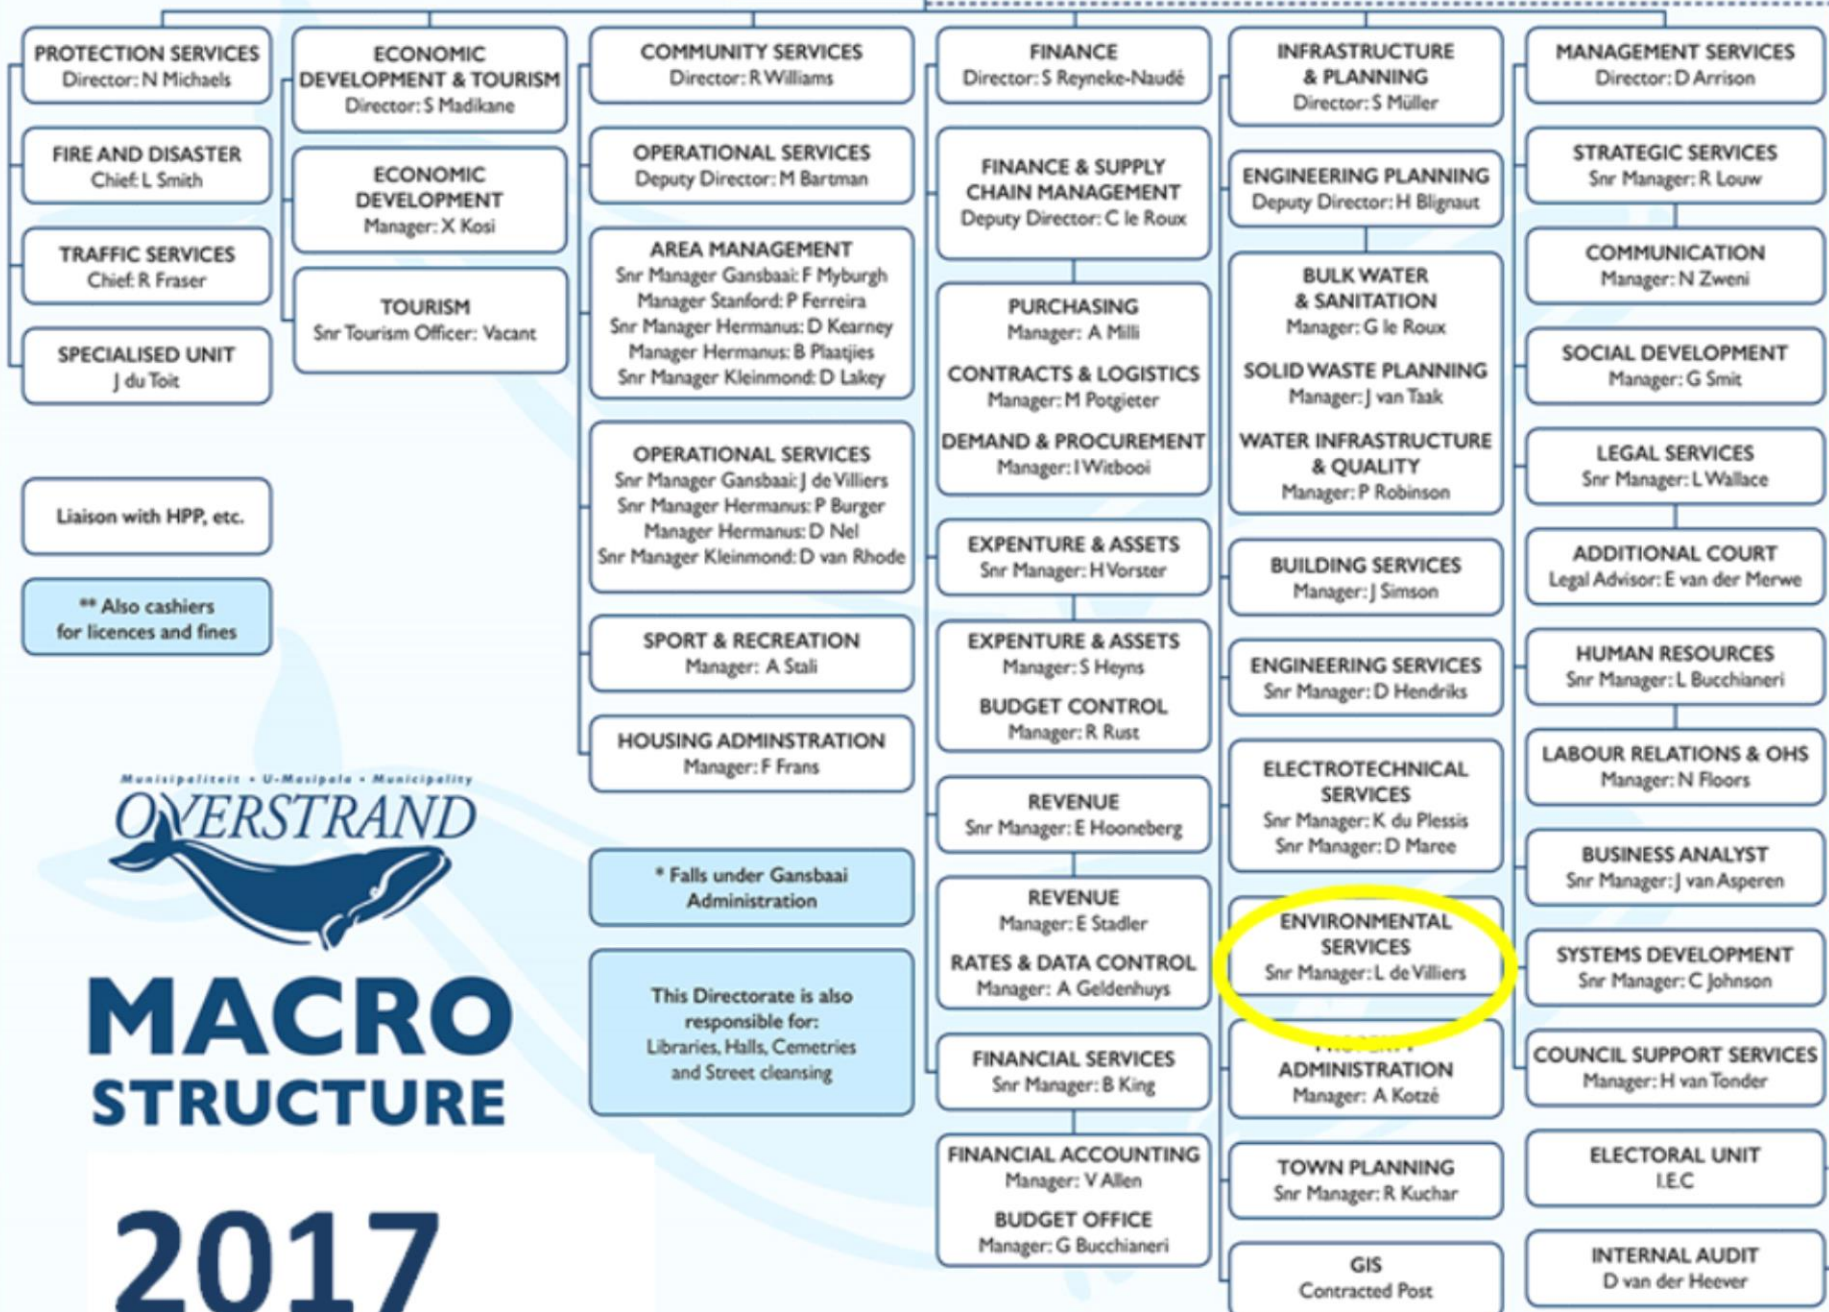 PROTECTION SERVICES
Director: N Michaels
FIRE AND DISASTER
Chief: L Smith
TRAFFIC SERVICES
Chief: R Fraser
SPECIALISED UNIT
J du Toit
Liaison with HPP, etc.
** Also cashiers
for licences and fines
Munisipaliteit • U-Masipala • Municipality
OVERSTRAND
MACRO
STRUCTURE
2017
ECONOMIC
DEVELOPMENT & TOURISM
Director: S Madikane
ECONOMIC
DEVELOPMENT
Manager: X Kosi
TOURISM
Snr Tourism Officer: Vacant
COMMUNITY SERVICES
Director: R Williams
OPERATIONAL SERVICES
Deputy Director: M Bartman
AREA MANAGEMENT
Snr Manager Gansbaai: F Myburgh
Manager Stanford: P Ferreira
Snr Manager Hermanus: D Kearney
Manager Hermanus: B Plaatjies
Snr Manager Kleinmond: D Lakey
OPERATIONAL SERVICES
Snr Manager Gansbaai: J de Villiers
Snr Manager Hermanus: P Burger
Manager Hermanus: D Nel
Snr Manager Kleinmond: D van Rhode
SPORT & RECREATION
Manager: A Stali
HOUSING ADMINSTRATION
Manager: F Frans
* Falls under Gansbaai
Administration
This Directorate is also
responsible for:
Libraries, Halls, Cemetries
and Street cleansing
FINANCE
Director: S Reyneke-Naudé
FINANCE & SUPPLY
CHAIN MANAGEMENT
Deputy Director: C le Roux
PURCHASING
Manager: A Milli
CONTRACTS & LOGISTICS
Manager: M Potgieter
DEMAND & PROCUREMENT
Manager: I Witbooi
EXPENTURE & ASSETS
Snr Manager: H Vorster
EXPENTURE & ASSETS
Manager: S Heyns
BUDGET CONTROL
Manager: R Rust
REVENUE
Snr Manager: E Hooneberg
REVENUE
Manager: E Stadler
RATES & DATA CONTROL
Manager: A Geldenhuys
FINANCIAL SERVICES
Snr Manager: B King
FINANCIAL ACCOUNTING
Manager: V Allen
BUDGET OFFICE
Manager: G Bucchianeri
INFRASTRUCTURE
& PLANNING
Director: S Müller
ENGINEERING PLANNING
Deputy Director: H Blignaut
BULK WATER
& SANITATION
Manager: G le Roux
SOLID WASTE PLANNING
Manager: J van Taak
WATER INFRASTRUCTURE
& QUALITY
Manager: P Robinson
BUILDING SERVICES
Manager: J Simson
ENGINEERING SERVICES
Snr Manager: D Hendriks
ELECTROTECHNICAL
SERVICES
Snr Manager: K du Plessis
Snr Manager: D Maree
ENVIRONMENTAL
SERVICES
Snr Manager: L de Villiers
ADMINISTRATION
Manager: A Kotzé
TOWN PLANNING
Snr Manager: R Kuchar
GIS
Contracted Post
MANAGEMENT SERVICES
Director: D Arrison
STRATEGIC SERVICES
Snr Manager: R Louw
COMMUNICATION
Manager: N Zweni
SOCIAL DEVELOPMENT
Manager: G Smit
LEGAL SERVICES
Snr Manager: L Wallace
ADDITIONAL COURT
Legal Advisor: E van der Merwe
HUMAN RESOURCES
Snr Manager: L Bucchianeri
LABOUR RELATIONS & OHS
Manager: N Floors
BUSINESS ANALYST
Snr Manager: J van Asperen
SYSTEMS DEVELOPMENT
Snr Manager: C Johnson
COUNCIL SUPPORT SERVICES
Manager: H van Tonder
ELECTORAL UNIT
I.E.C
INTERNAL AUDIT
D van der Heever